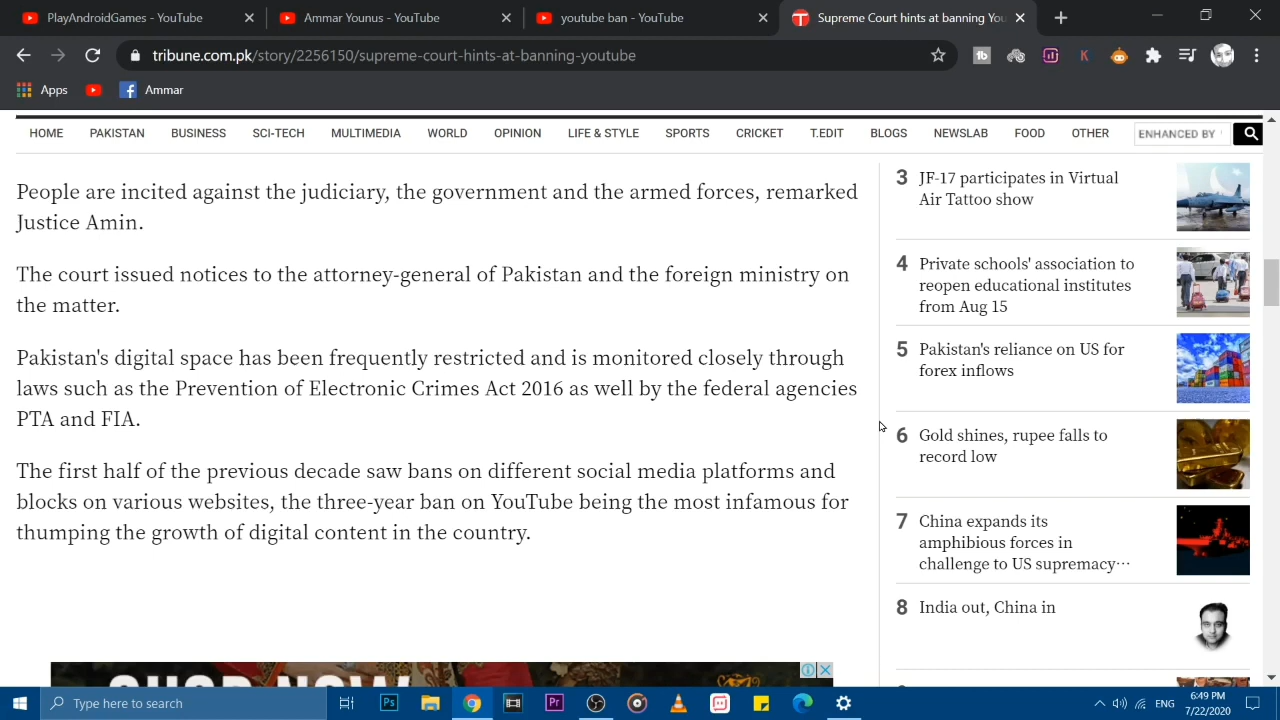 PlayAndroidGames - YouTube
Ammar Younus - YouTube
youtube ban - YouTube
Supreme Court hints at banning You
tribune.com.pk/story/2256150/supreme-court-hints-at-banning-youtube
Apps
Ammar
HOME PAKISTAN BUSINESS SCI-TECH MULTIMEDIA WORLD OPINION LIFE & STYLE SPORTS CRICKET T.EDIT BLOGS NEWSLAB FOOD OTHER ENHANCED BY
People are incited against the judiciary, the government and the armed forces, remarked
Justice Amin.
The court issued notices to the attorney-general of Pakistan and the foreign ministry on
the matter.
Pakistan's digital space has been frequently restricted and is monitored closely through
laws such as the Prevention of Electronic Crimes Act 2016 as well by the federal agencies
PTA and FIA.
The first half of the previous decade saw bans on different social media platforms and
blocks on various websites, the three-year ban on YouTube being the most infamous for
thumping the growth of digital content in the country.
3 JF-17 participates in Virtual
Air Tattoo show
4 Private schools' association to
reopen educational institutes
from Aug 15
5 Pakistan's reliance on US for
forex inflows
6 Gold shines, rupee falls to
record low
7 China expands its
amphibious forces in
challenge to US supremacy…
8 India out, China in
SHOP NOW
Type here to search
ENG
6:49 PM
7/22/2020